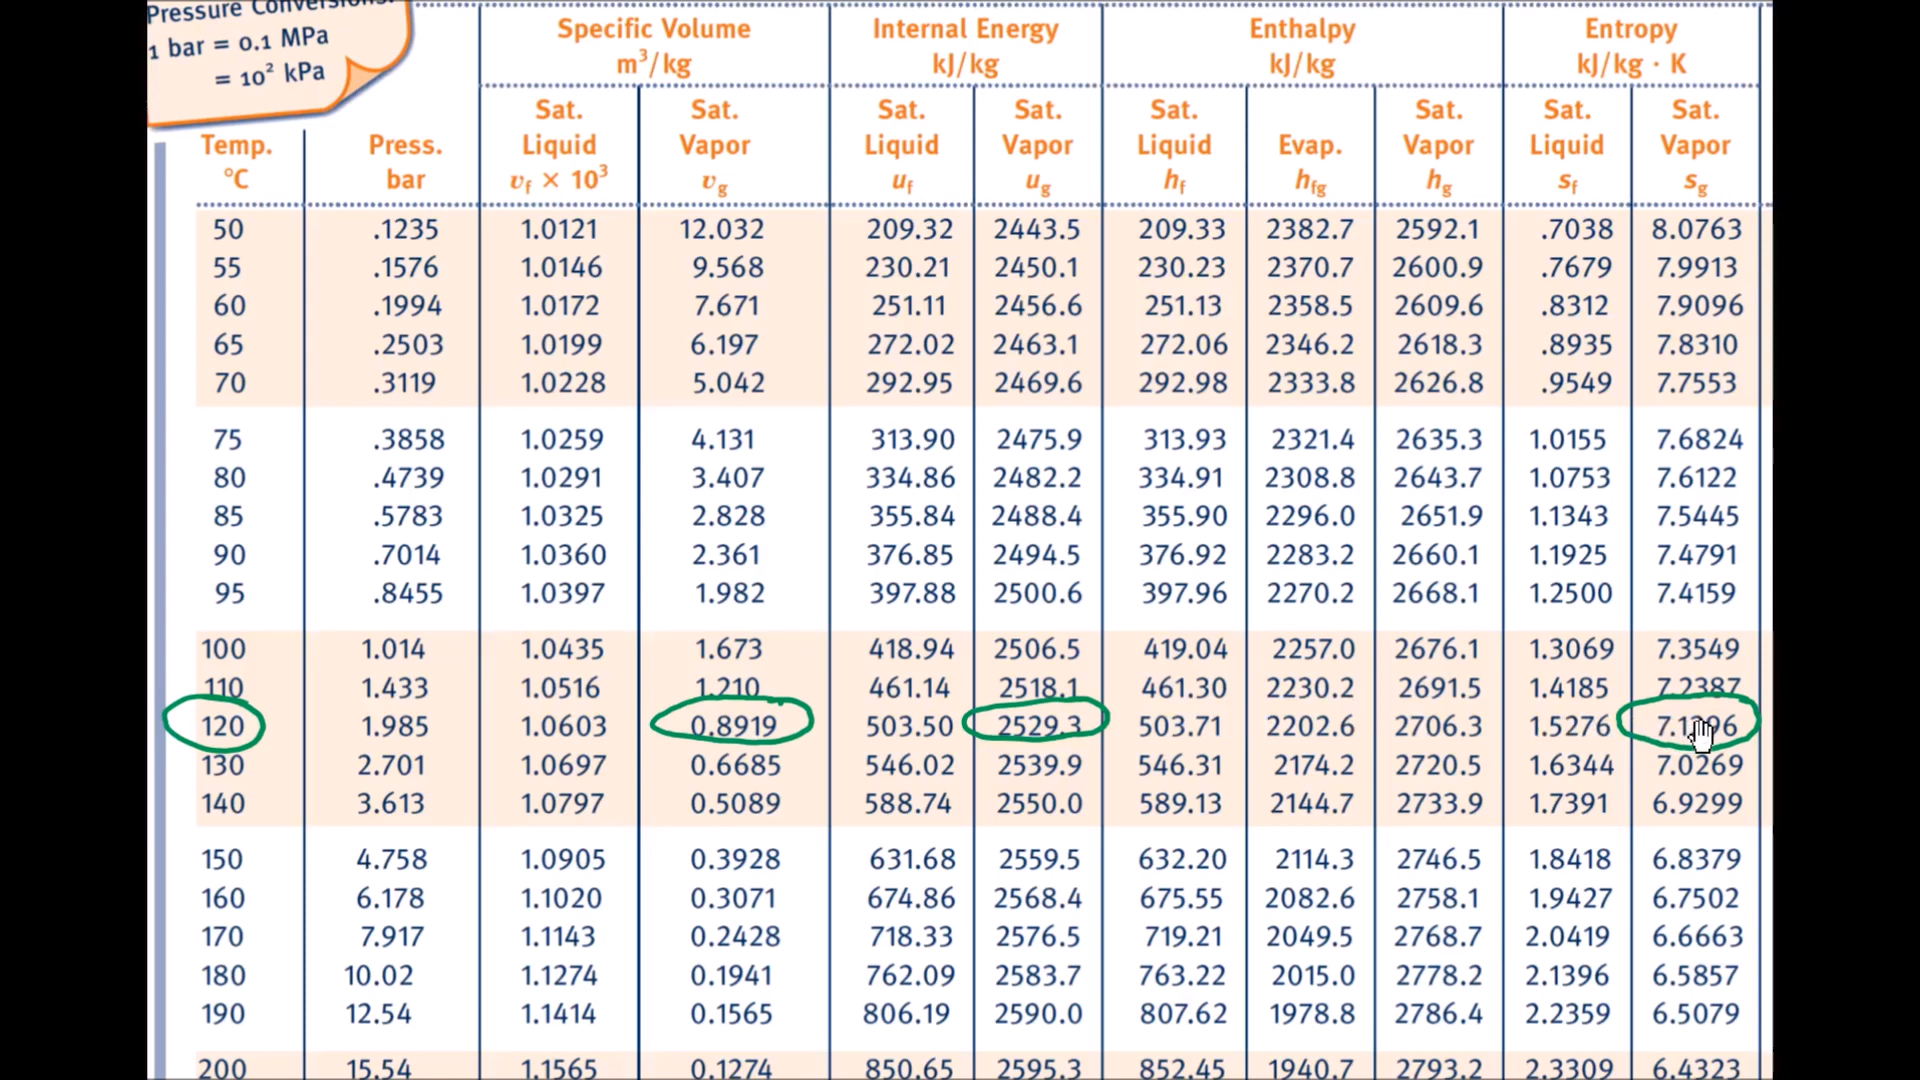 Pressure Conversions:
1 bar = 0.1 MPa
= 10² kPa
Specific Volume Internal Energy Enthalpy Entropy
m³/kg kJ/kg kJ/kg kJ/kg · K
Sat. Sat. Sat. Sat. Sat. Sat. Sat. Sat.
Temp. Press. Liquid Vapor Liquid Vapor Liquid Evap. Vapor Liquid Vapor
°C bar vf × 10³ vg uf ug hf hfg hg sf sg
50 .1235 1.0121 12.032 209.32 2443.5 209.33 2382.7 2592.1 .7038 8.0763
55 .1576 1.0146 9.568 230.21 2450.1 230.23 2370.7 2600.9 .7679 7.9913
60 .1994 1.0172 7.671 251.11 2456.6 251.13 2358.5 2609.6 .8312 7.9096
65 .2503 1.0199 6.197 272.02 2463.1 272.06 2346.2 2618.3 .8935 7.8310
70 .3119 1.0228 5.042 292.95 2469.6 292.98 2333.8 2626.8 .9549 7.7553
75 .3858 1.0259 4.131 313.90 2475.9 313.93 2321.4 2635.3 1.0155 7.6824
80 .4739 1.0291 3.407 334.86 2482.2 334.91 2308.8 2643.7 1.0753 7.6122
85 .5783 1.0325 2.828 355.84 2488.4 355.90 2296.0 2651.9 1.1343 7.5445
90 .7014 1.0360 2.361 376.85 2494.5 376.92 2283.2 2660.1 1.1925 7.4791
95 .8455 1.0397 1.982 397.88 2500.6 397.96 2270.2 2668.1 1.2500 7.4159
100 1.014 1.0435 1.673 418.94 2506.5 419.04 2257.0 2676.1 1.3069 7.3549
110 1.433 1.0516 1.210 461.14 2518.1 461.30 2230.2 2691.5 1.4185 7.2387
120 1.985 1.0603 0.8919 503.50 2529.3 503.71 2202.6 2706.3 1.5276
130 2.701 1.0697 0.6685 546.02 2539.9 546.31 2174.2 2720.5 1.6344 7.0269
140 3.613 1.0797 0.5089 588.74 2550.0 589.13 2144.7 2733.9 1.7391 6.9299
150 4.758 1.0905 0.3928 631.68 2559.5 632.20 2114.3 2746.5 1.8418 6.8379
160 6.178 1.1020 0.3071 674.86 2568.4 675.55 2082.6 2758.1 1.9427 6.7502
170 7.917 1.1143 0.2428 718.33 2576.5 719.21 2049.5 2768.7 2.0419 6.6663
180 10.02 1.1274 0.1941 762.09 2583.7 763.22 2015.0 2778.2 2.1396 6.5857
190 12.54 1.1414 0.1565 806.19 2590.0 807.62 1978.8 2786.4 2.2359 6.5079
200 15.54 1.1565 0.1274 850.65 2595.3 852.45 1940.7 2793.2 2.3309 6.4323